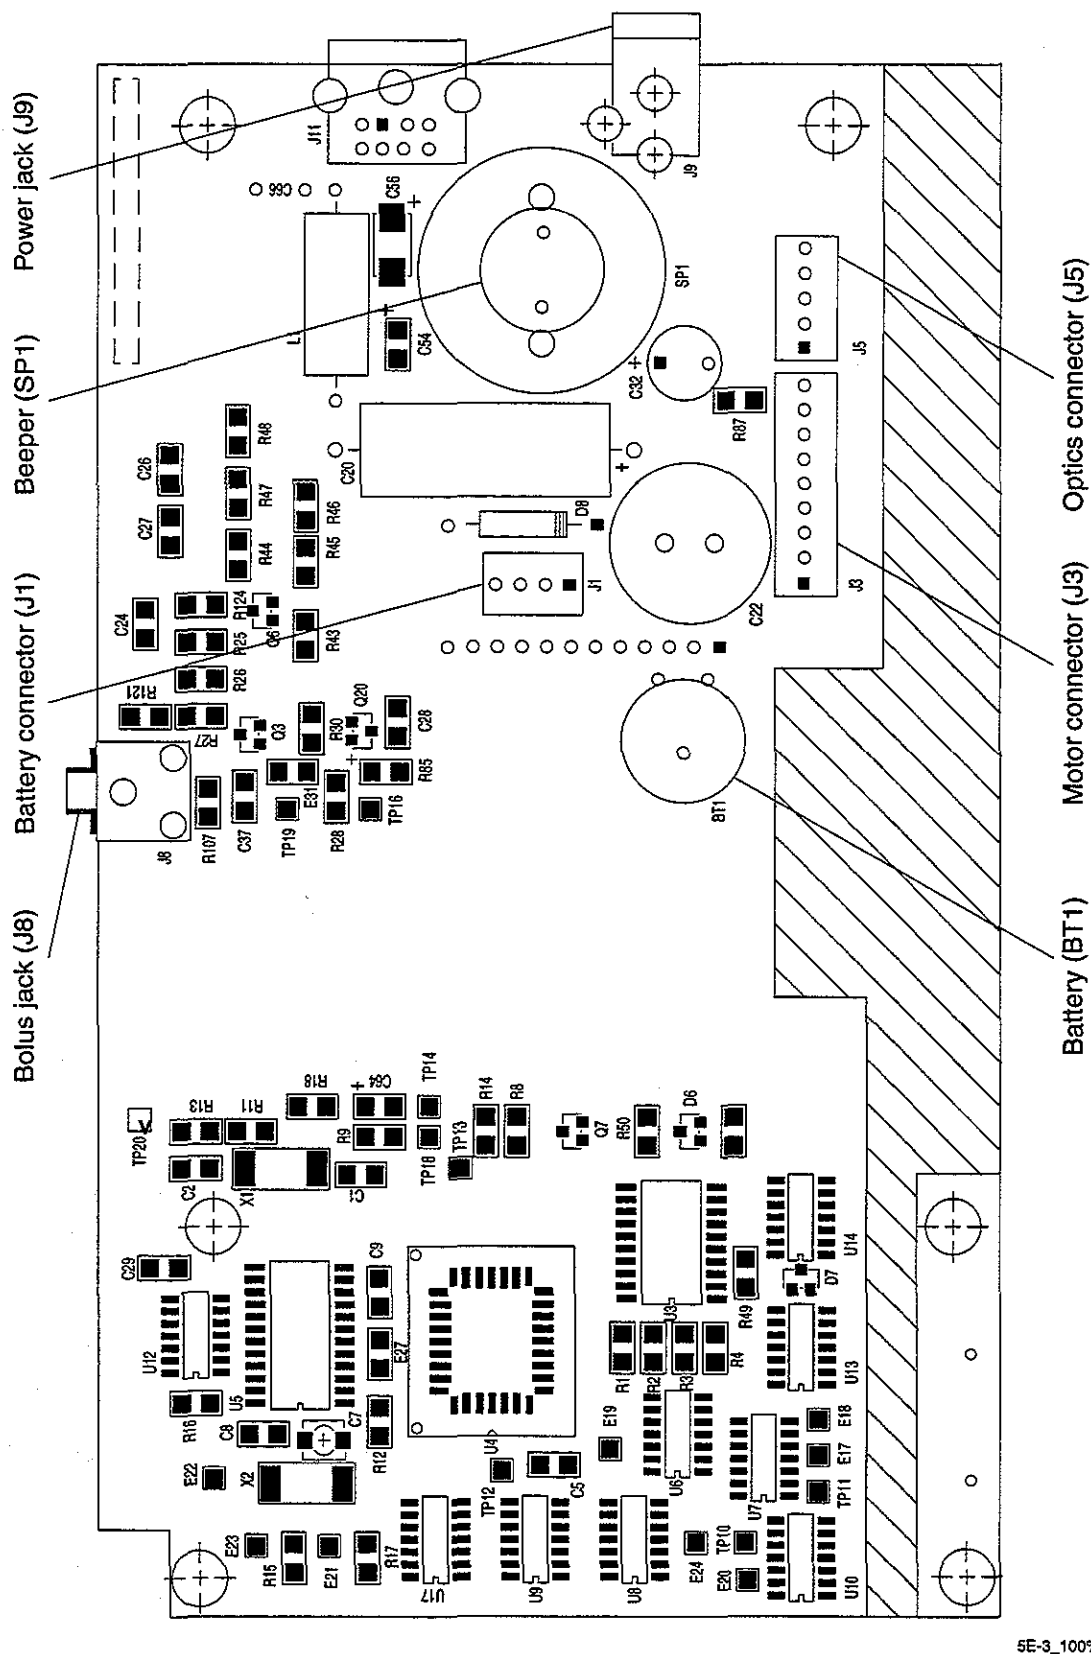 Power jack (J9)
Beeper (SP1)
Battery connector (J1)
Bolus jack (J8)
Optics connector (J5)
Motor connector (J3)
Battery (BT1)
J11
J9
C66
C56
+
L1
+
C54
SP1
C32
+
J5
R87
R48
C26
C20
+
R47
C27
R46
D8
R44
R45
J1
C22
J3
C24
R124
Q6
R25
R43
R26
R121
R27
Q3
R30
Q20
C28
+
R85
E31
BT1
J8
R107
C37
TP19
R28
TP16
TP20
R13
R11
R18
+
C64
TP14
R14
R8
R9
TP18
TP13
Q7
R50
D6
C2
X1
C1
C29
C9
U3
R49
U14
D7
U12
E27
R1
R2
R3
R4
U13
R16
U5
C8
C7
R12
U4
E19
E22
X2
TP12
C5
U6
U7
TP11
E17
E18
E23
R15
E21
R17
U17
U9
U8
E24
TP10
E20
U10
5E-3_100%